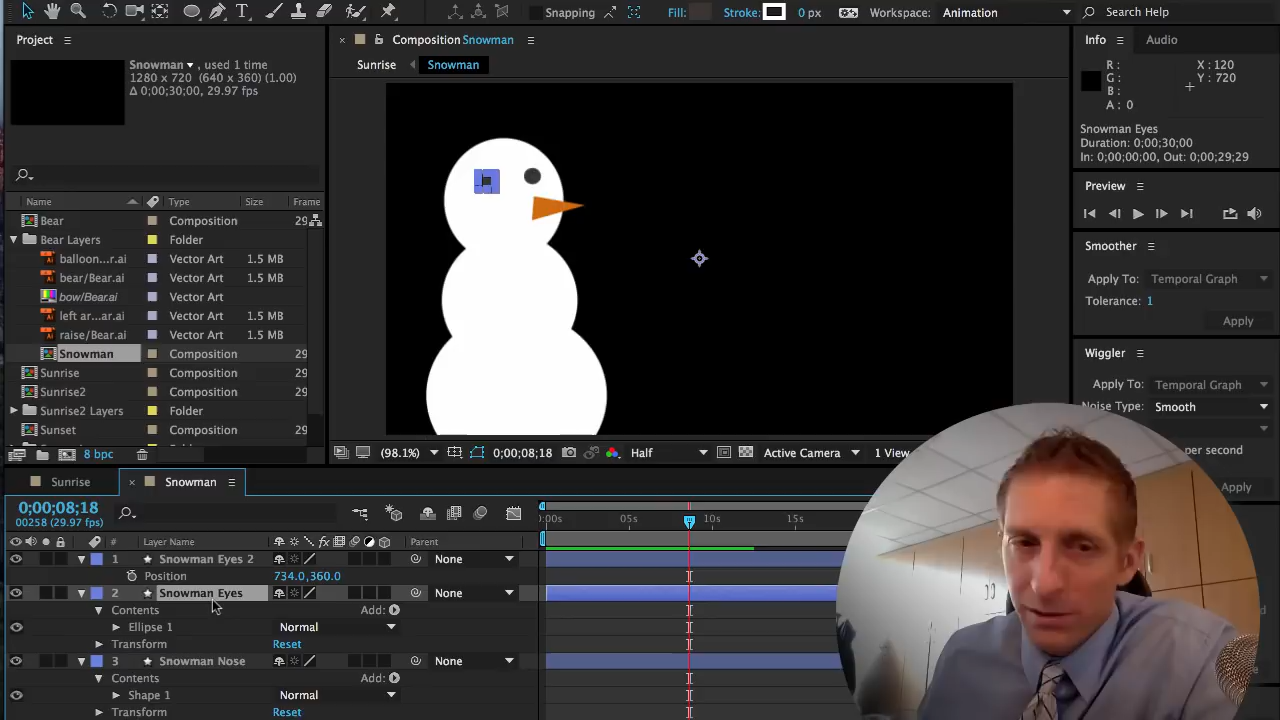 Snapping
Fill:
Stroke:
0 px
Workspace:
Animation
Search Help
Project
Snowman , used 1 time
1280 x 720 (640 x 360) (1.00)
Δ 0;00;30;00, 29.97 fps
Composition Snowman
Sunrise
Snowman
Info
Audio
R :
G :
B :
A : 0
X : 120
Y : 720
Snowman Eyes
Duration: 0;00;30;00
In: 0;00;00;00, Out: 0;00;29;29
Preview
Smoother
Apply To: Temporal Graph
Tolerance: 1
Apply
Wiggler
Apply To: Temporal Graph
Noise Type: Smooth
per second
Apply
Name
Type
Size
Frame
Bear Composition 29
Bear Layers Folder
balloon...r.ai Vector Art 1.5 MB
bear/Bear.ai Vector Art 1.5 MB
bow/Bear.ai Vector Art
left ar...ar.ai Vector Art 1.5 MB
raise/Bear.ai Vector Art 1.5 MB
Snowman Composition 29
Sunrise Composition 29
Sunrise2 Composition 29
Sunrise2 Layers Folder
Sunset Composition 29
8 bpc
(98.1%)
0;00;08;18
Half
Active Camera
1 View
Sunrise
Snowman
0;00;08;18
00258 (29.97 fps)
:00s 05s 10s 15s
# Layer Name Parent
1 Snowman Eyes 2 None
Position 734.0,360.0
2 Snowman Eyes None
Contents Add:
Ellipse 1 Normal
Transform Reset
3 Snowman Nose None
Contents Add:
Shape 1 Normal
Transform Reset